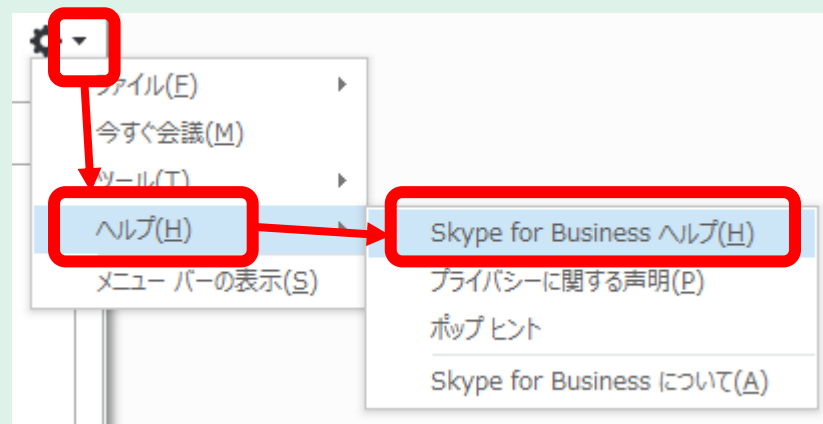 ファイル(F)
今すぐ会議(M)
ツール(T)
ヘルプ(H)
メニュー バーの表示(S)
Skype for Business ヘルプ(H)
プライバシーに関する声明(P)
ポップ ヒント
Skype for Business について(A)